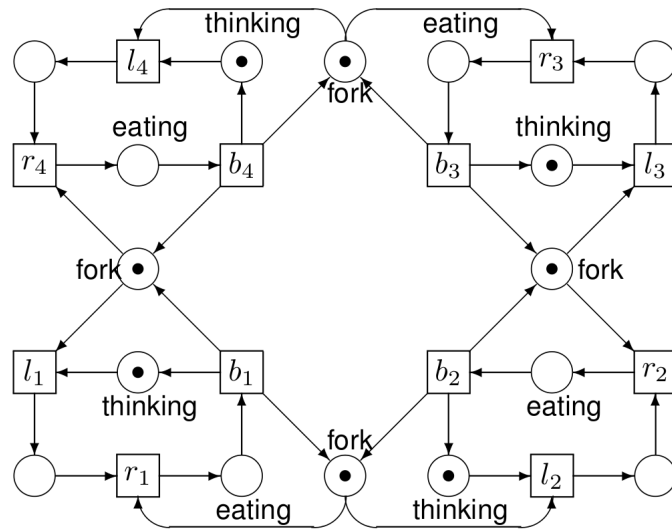 thinking eating
l₄ r₃
fork
eating thinking
r₄ b₄ b₃ l₃
fork fork
l₁ b₁ b₂ r₂
thinking eating
fork
r₁ l₂
eating thinking